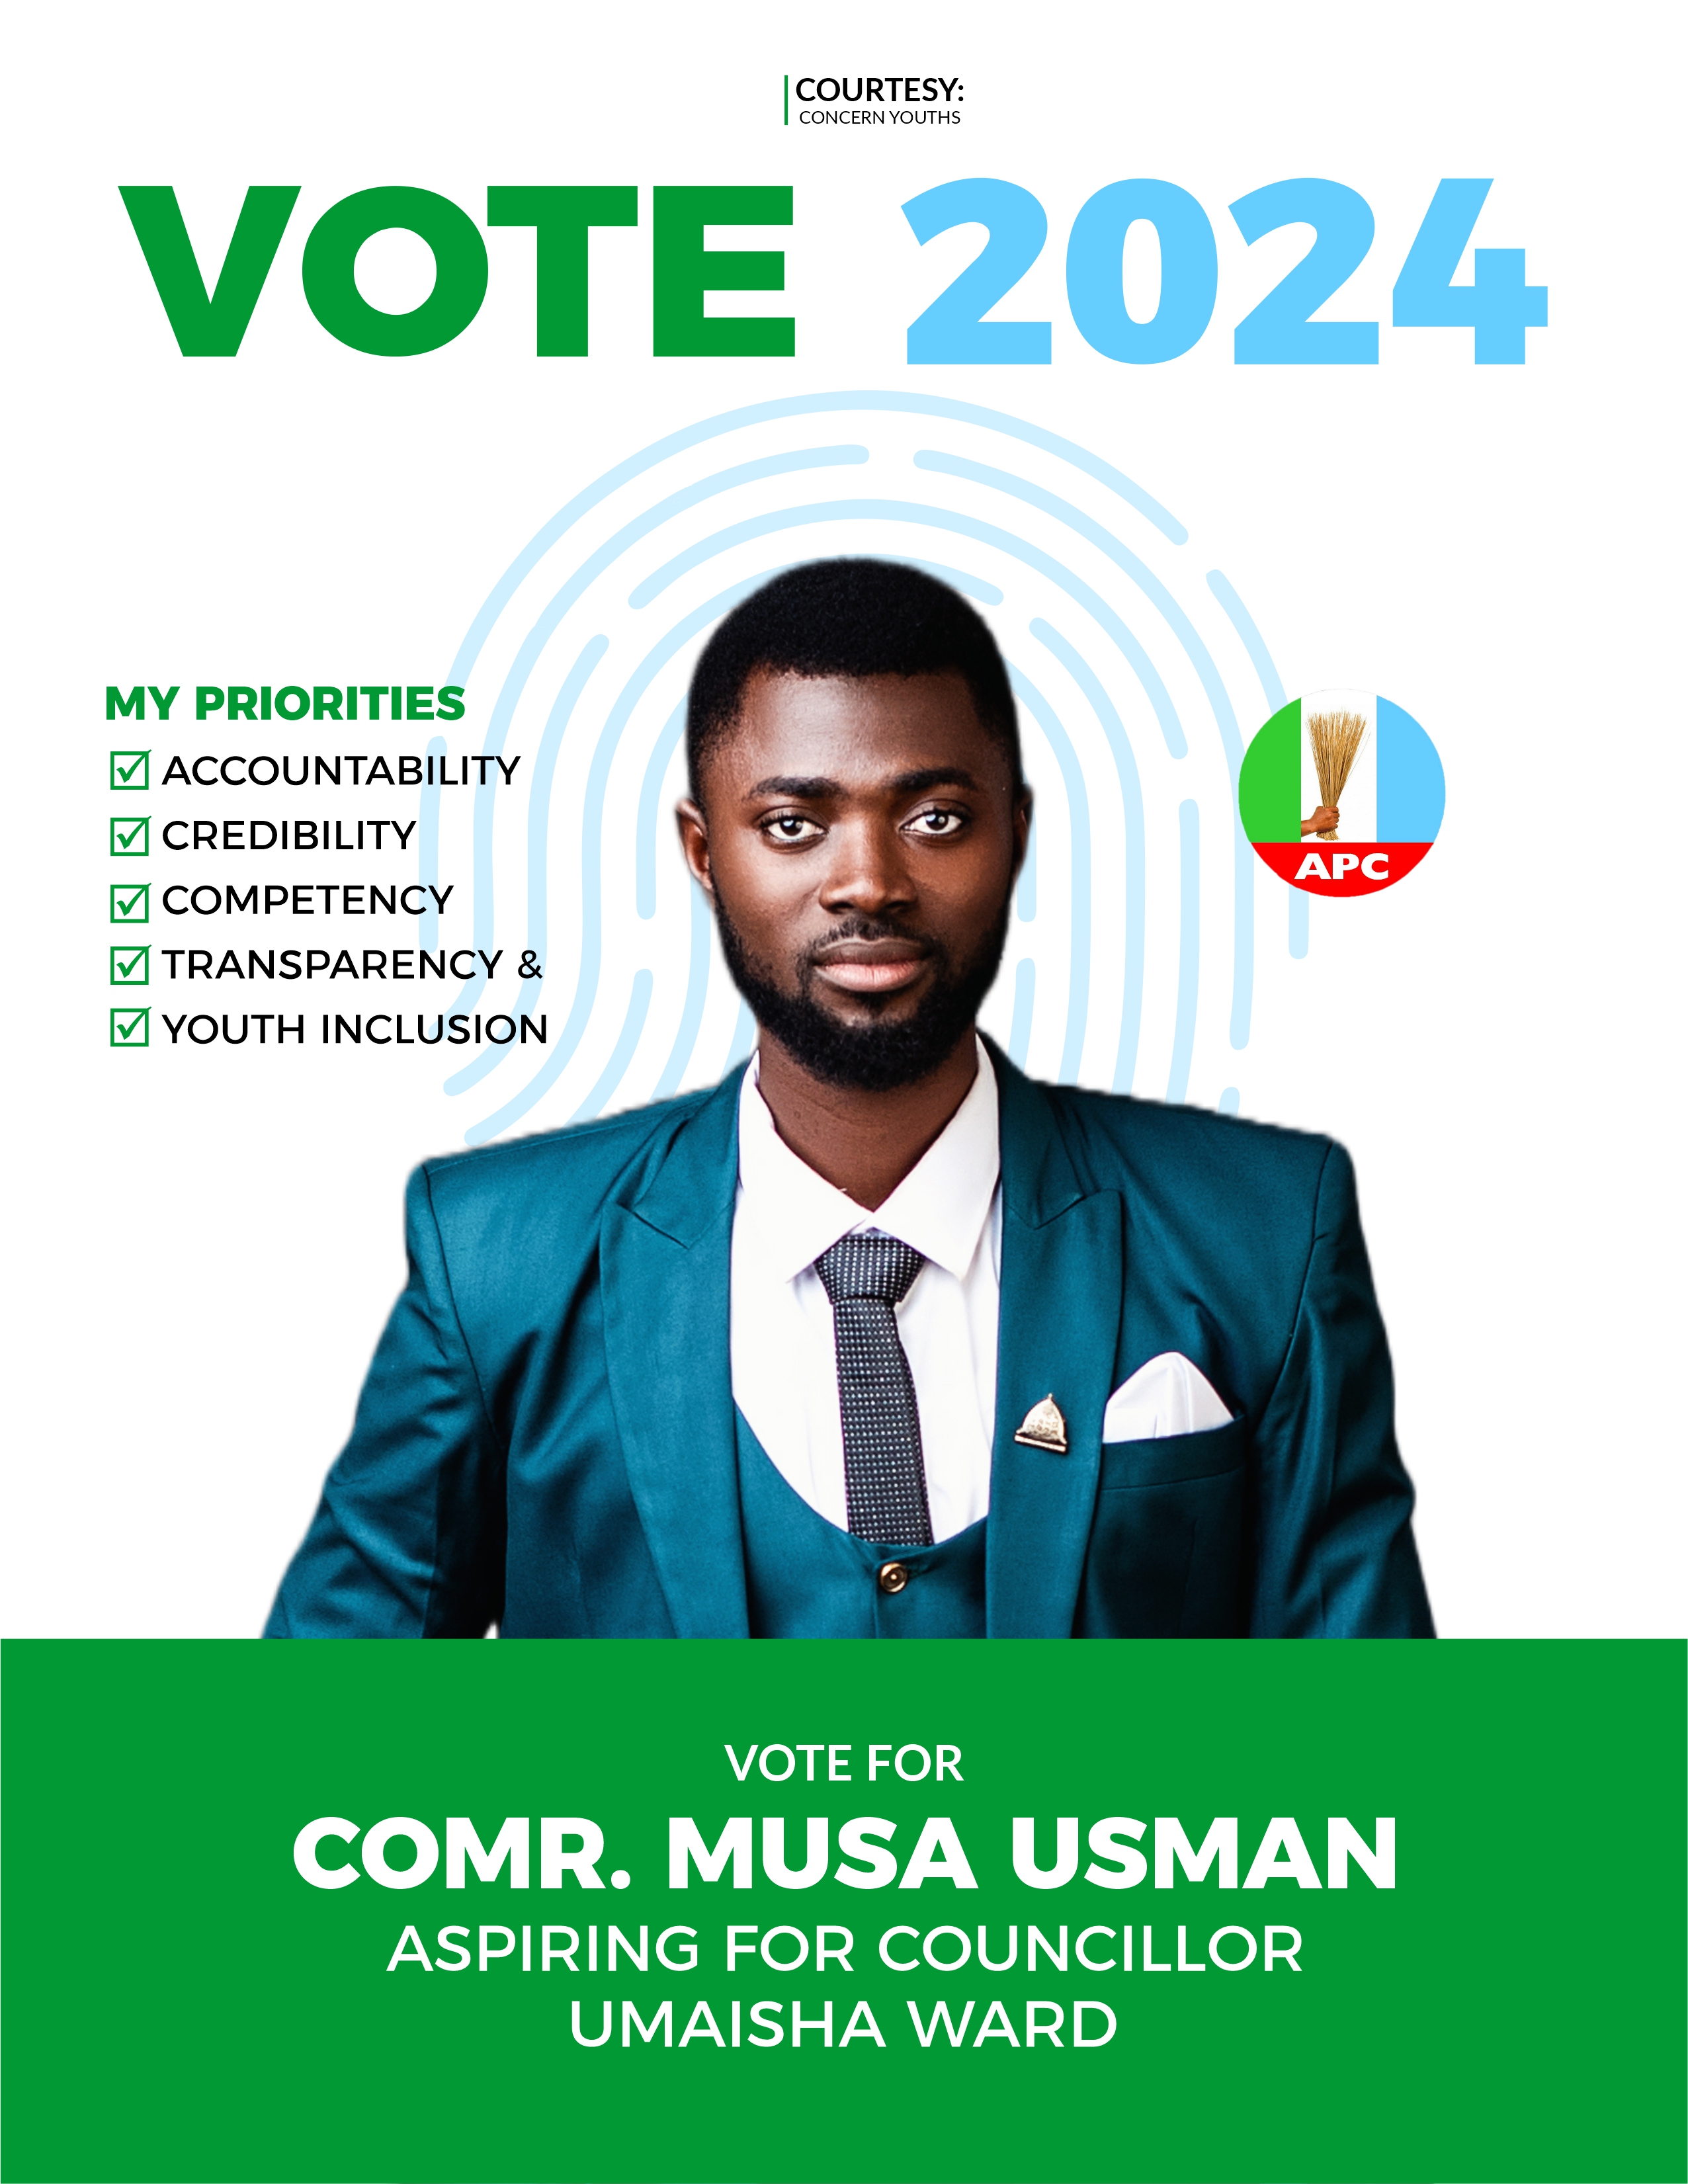 COURTESY:
CONCERN YOUTHS
VOTE 2024
MY PRIORITIES
ACCOUNTABILITY
CREDIBILITY
COMPETENCY
TRANSPARENCY &
YOUTH INCLUSION
APC
VOTE FOR
COMR. MUSA USMAN
ASPIRING FOR COUNCILLOR
UMAISHA WARD